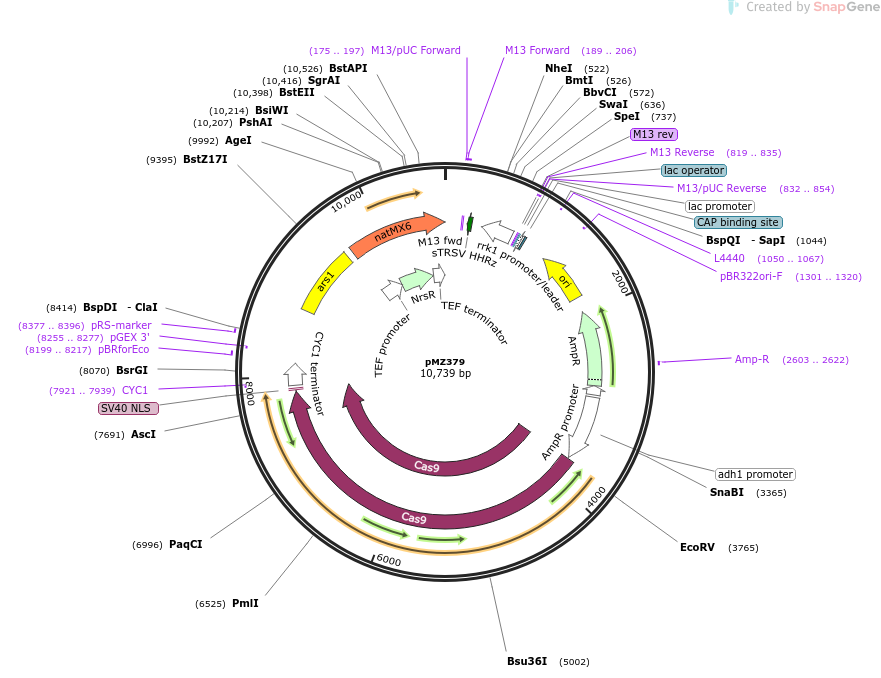 Created by SnapGene
(175 .. 197) M13/pUC Forward
M13 Forward (189 .. 206)
(10,526) BstAPI
NheI (522)
(10,416) SgrAI
BmtI (526)
(10,398) BstEII
BbvCI (572)
(10,214) BsiWI
SwaI (636)
(10,207) PshAI
SpeI (737)
(9992) AgeI
M13 rev
(9395) BstZ17I
M13 Reverse (819 .. 835)
lac operator
M13/pUC Reverse (832 .. 854)
lac promoter
CAP binding site
BspQI - SapI (1044)
L4440 (1050 .. 1067)
pBR322ori-F (1301 .. 1320)
10,000
natMX6
M13 fwd
sTRSV HHRz
rrk1 promoter/leader
ori
2000
ars1
NrsR
TEF promoter
TEF terminator
AmpR
(8414) BspDI - ClaI
(8377 .. 8396) pRS-marker
(8255 .. 8277) pGEX 3'
(8199 .. 8217) pBRforEco
(8070) BsrGI
(7921 .. 7939) CYC1
SV40 NLS
(7691) AscI
8000
CYC1 terminator
pMZ379
10,739 bp
Amp-R (2603 .. 2622)
AmpR promoter
adh1 promoter
SnaBI (3365)
Cas9
Cas9
4000
EcoRV (3765)
(6996) PaqCI
6000
(6525) PmlI
Bsu36I (5002)